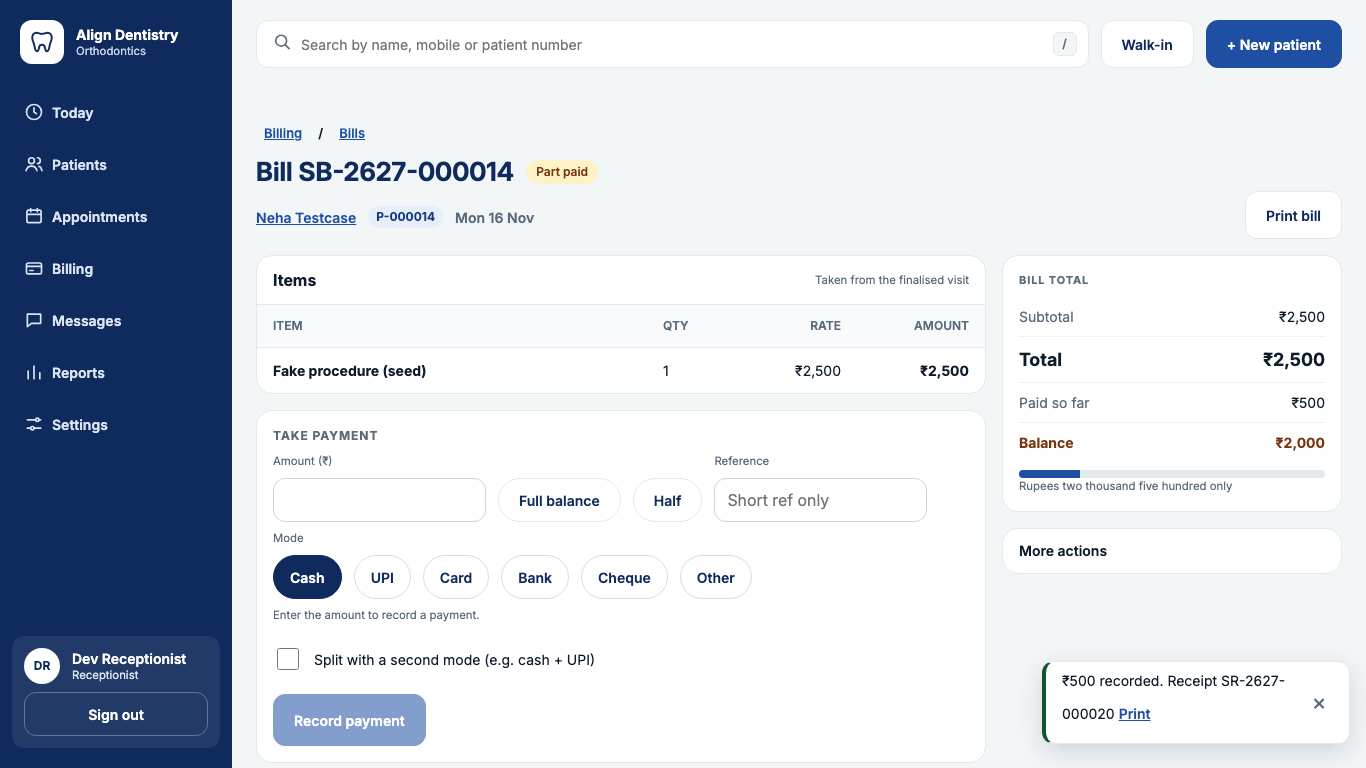 Align Dentistry
Orthodontics
Today
Patients
Appointments
Billing
Messages
Reports
Settings
DR
Dev Receptionist
Receptionist
Sign out
Search by name, mobile or patient number
/
Walk-in
+ New patient
Billing / Bills
Bill SB-2627-000014 Part paid
Neha Testcase P-000014 Mon 16 Nov
Print bill
Items Taken from the finalised visit
ITEM QTY RATE AMOUNT
Fake procedure (seed) 1 ₹2,500 ₹2,500
TAKE PAYMENT
Amount (₹) Reference
Full balance Half Short ref only
Mode
Cash UPI Card Bank Cheque Other
Enter the amount to record a payment.
Split with a second mode (e.g. cash + UPI)
Record payment
BILL TOTAL
Subtotal ₹2,500
Total ₹2,500
Paid so far ₹500
Balance ₹2,000
Rupees two thousand five hundred only
More actions
₹500 recorded. Receipt SR-2627-
000020 Print